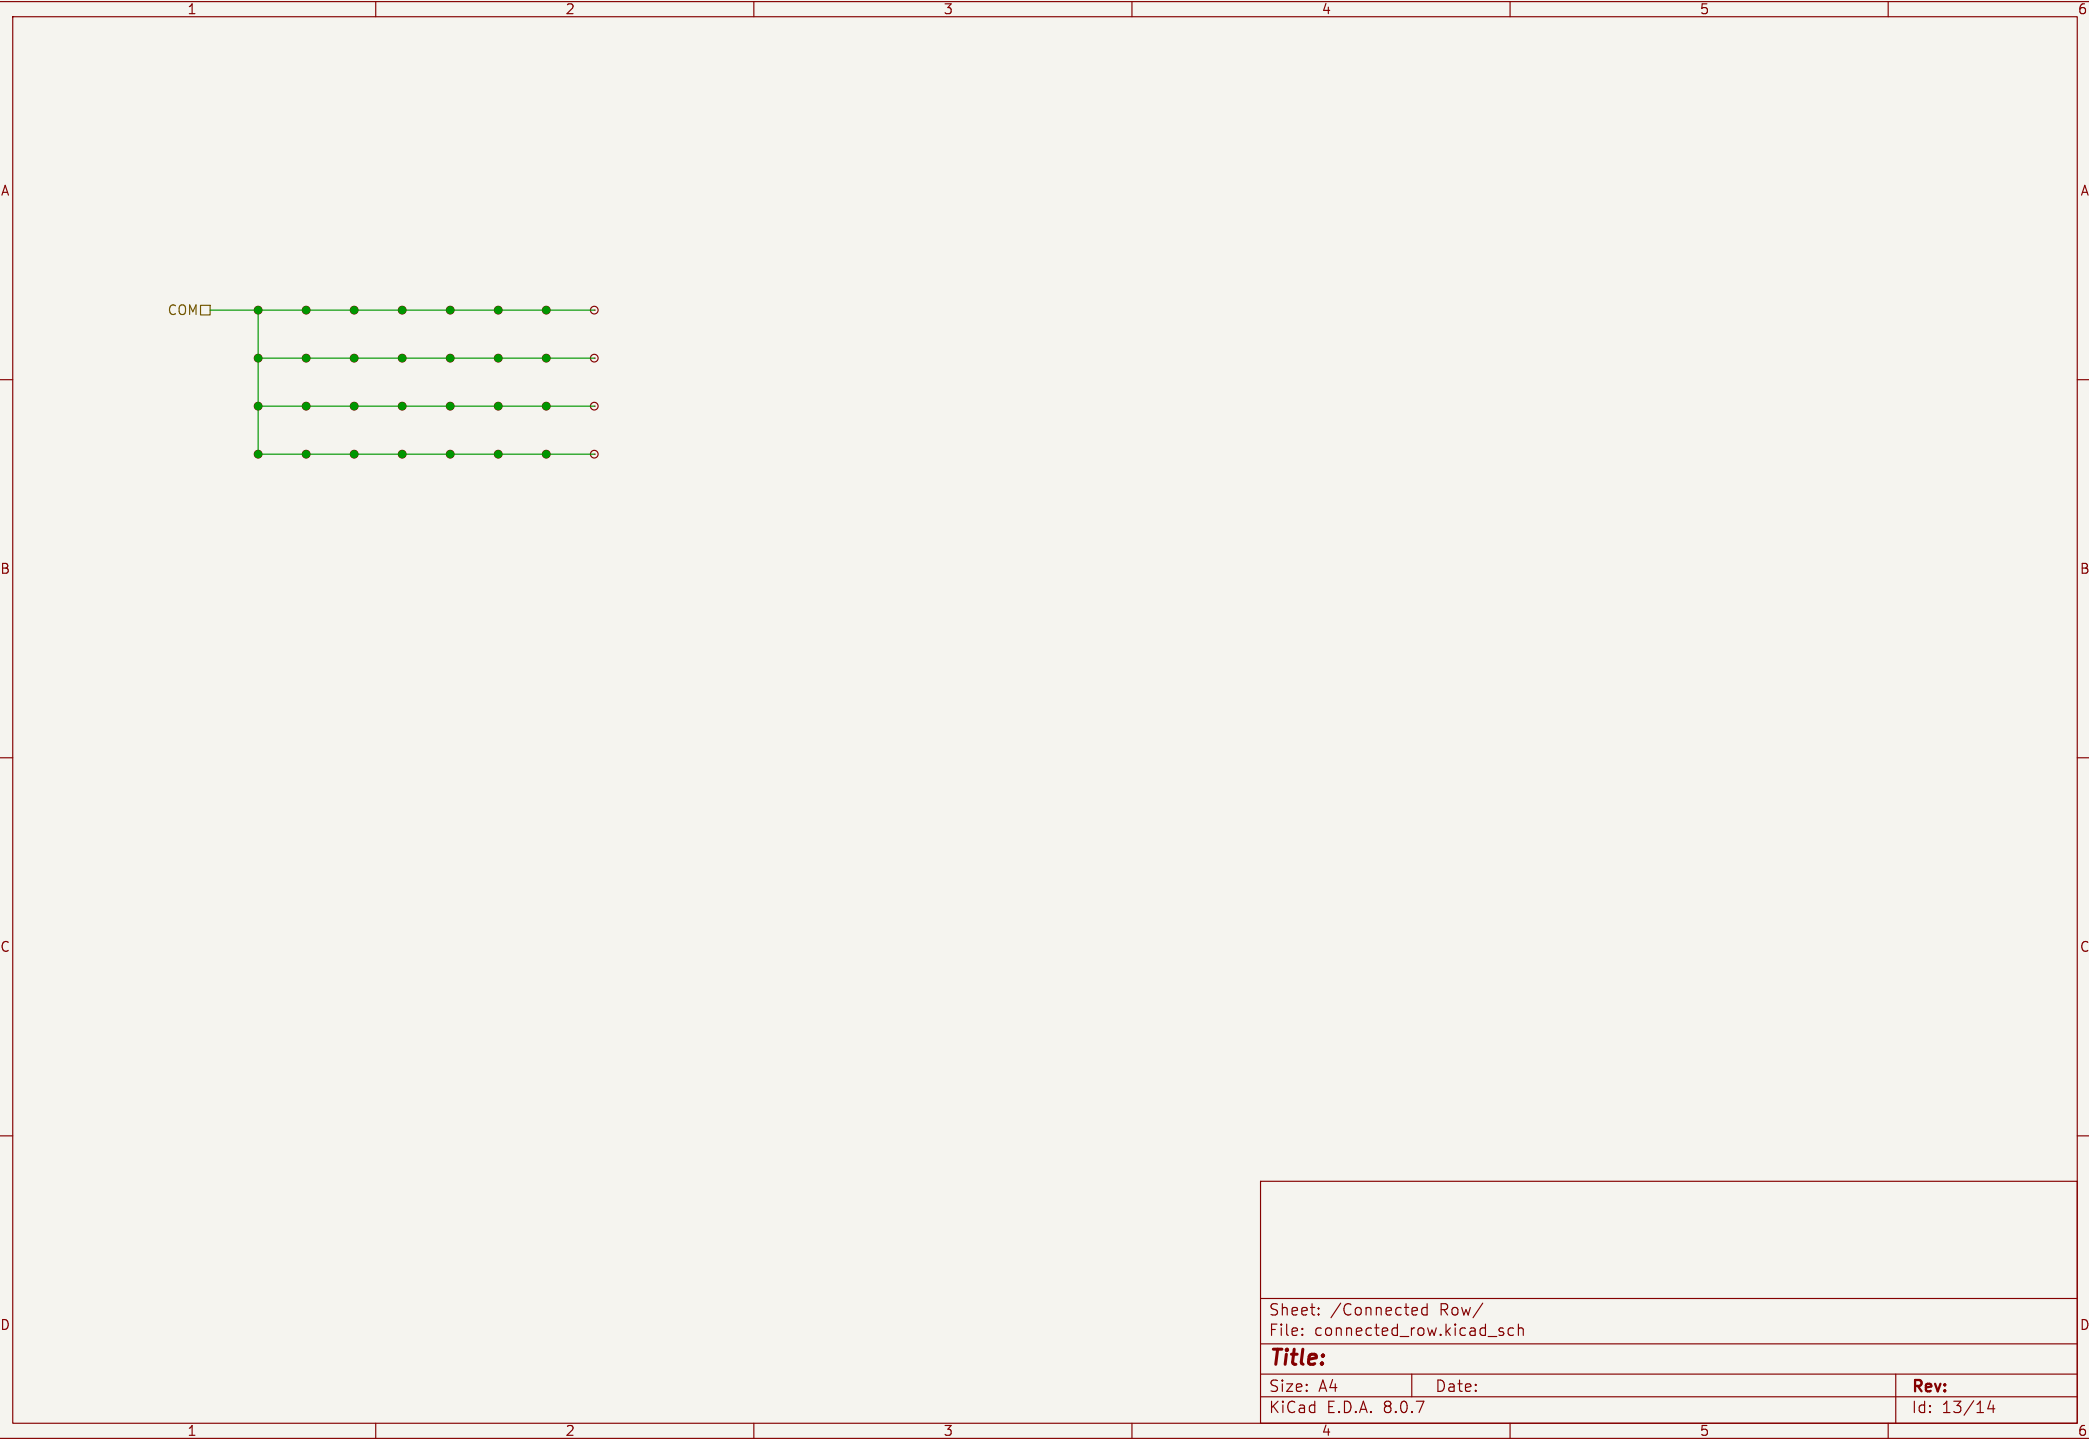 1 2 3 4 5 6
A A
COM
B B
C C
Sheet: /Connected Row/
File: connected_row.kicad_sch
D D
Title:
Size: A4 Date: Rev:
KiCad E.D.A. 8.0.7 Id: 13/14
1 2 3 4 5 6